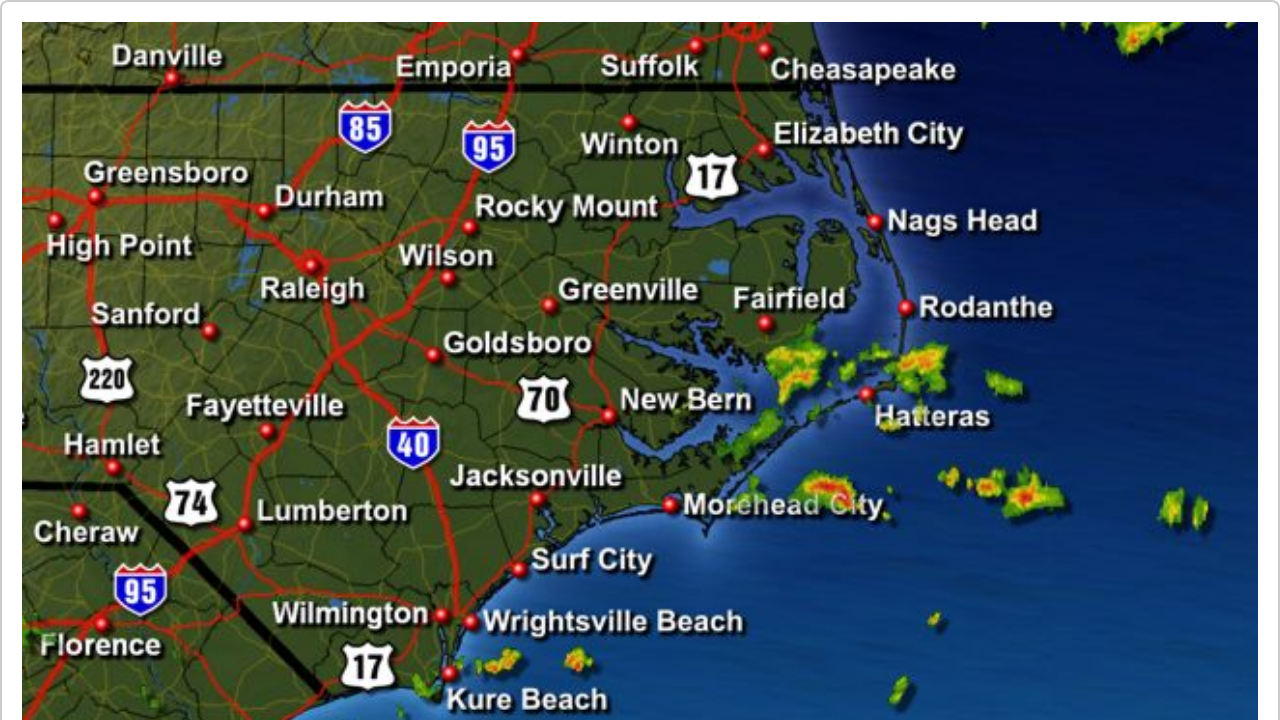 Danville
Emporia
Suffolk
Cheasapeake
85
95
Winton
Elizabeth City
17
Greensboro
Durham
Rocky Mount
Nags Head
High Point
Wilson
Raleigh
Greenville
Fairfield
Rodanthe
Sanford
Goldsboro
220
70
New Bern
Fayetteville
Hatteras
40
Hamlet
Jacksonville
74
Lumberton
Morehead City
Cheraw
Surf City
95
Wilmington
Wrightsville Beach
Florence
17
Kure Beach